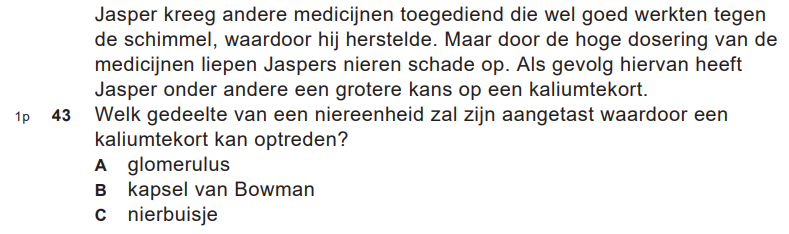 Jasper kreeg andere medicijnen toegediend die wel goed werkten tegen
de schimmel, waardoor hij herstelde. Maar door de hoge dosering van de
medicijnen liepen Jaspers nieren schade op. Als gevolg hiervan heeft
Jasper onder andere een grotere kans op een kaliumtekort.
1p 43 Welk gedeelte van een niereenheid zal zijn aangetast waardoor een
kaliumtekort kan optreden?
A glomerulus
B kapsel van Bowman
C nierbuisje